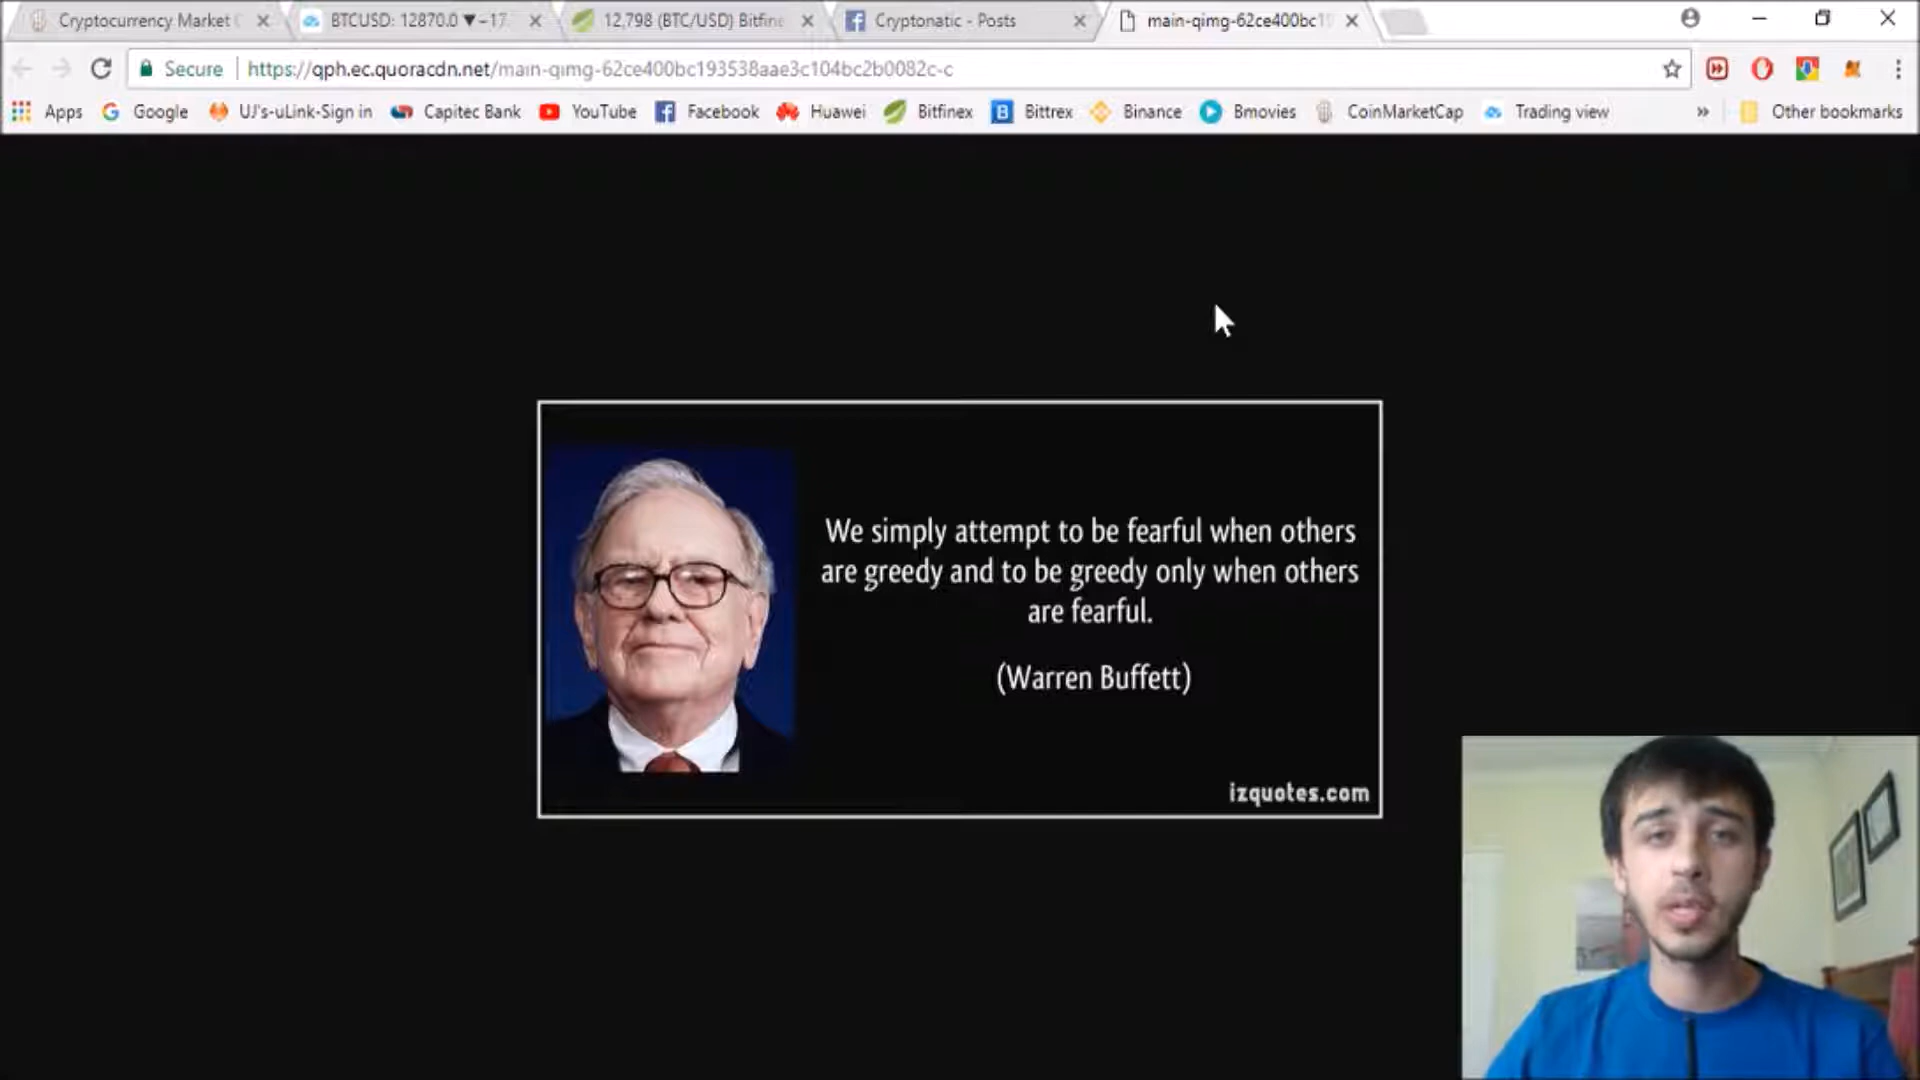 Cryptocurrency Market C
BTCUSD: 12870.0 ▼−17
12,798 (BTC/USD) Bitfine
Cryptonatic - Posts
main-qimg-62ce400bc19
Secure
https://qph.ec.quoracdn.net/main-qimg-62ce400bc193538aae3c104bc2b0082c-c
Apps
Google
UJ's-uLink-Sign in
Capitec Bank
YouTube
Facebook
Huawei
Bitfinex
Bittrex
Binance
Bmovies
CoinMarketCap
Trading view
»
Other bookmarks
We simply attempt to be fearful when others
are greedy and to be greedy only when others
are fearful.
(Warren Buffett)
izquotes.com